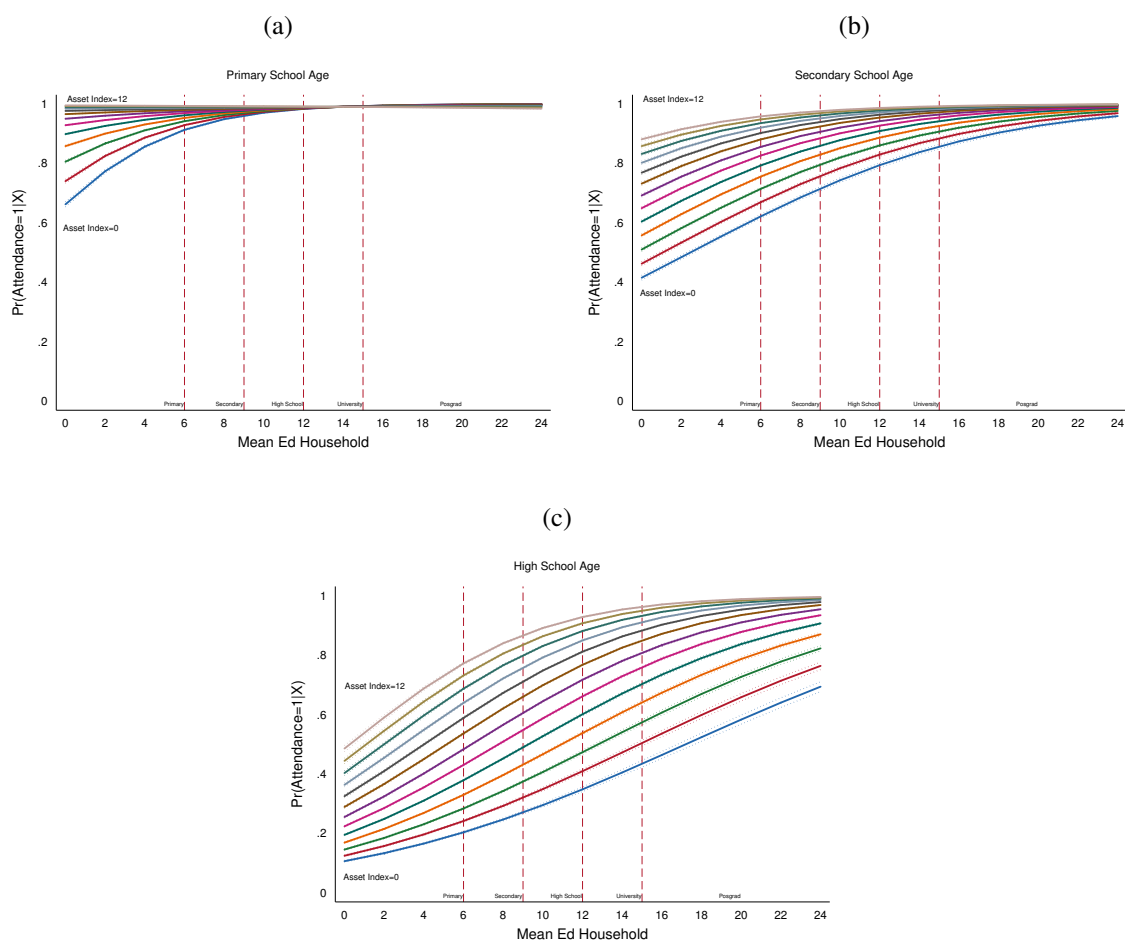 (a)
Primary School Age
Pr(Attendance=1|X)
1
.8
.6
.4
.2
0
Asset Index=12
Asset Index=0
Primary
Secondary
High School
University
Posgrad
0 2 4 6 8 10 12 14 16 18 20 22 24
Mean Ed Household
(b)
Secondary School Age
Pr(Attendance=1|X)
1
.8
.6
.4
.2
0
Asset Index=12
Asset Index=0
Primary
Secondary
High School
University
Posgrad
0 2 4 6 8 10 12 14 16 18 20 22 24
Mean Ed Household
(c)
High School Age
Pr(Attendance=1|X)
1
.8
.6
.4
.2
0
Asset Index=12
Asset Index=0
Primary
Secondary
High School
University
Posgrad
0 2 4 6 8 10 12 14 16 18 20 22 24
Mean Ed Household